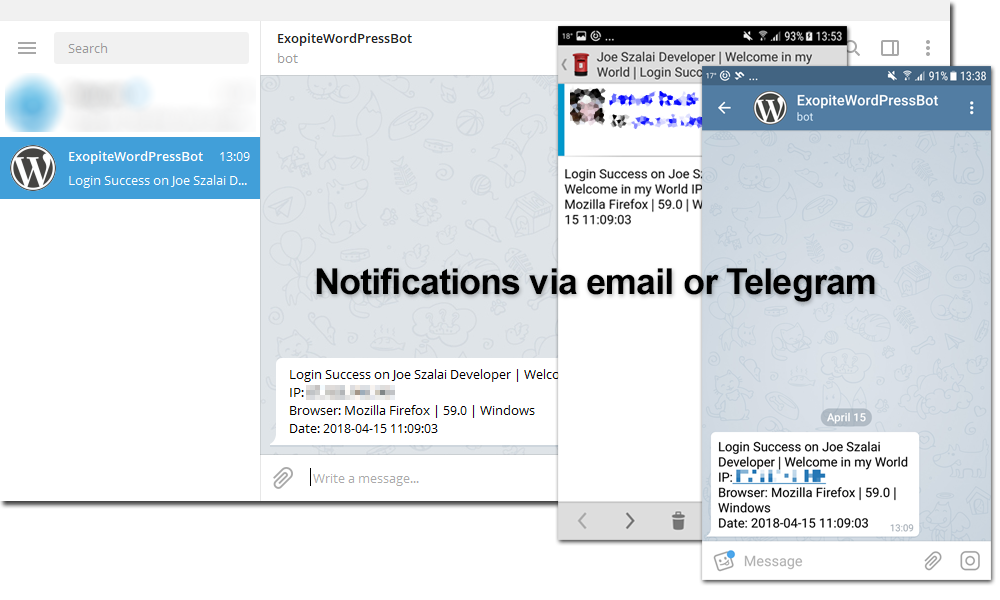 Search
ExopiteWordPressBot
bot
ExopiteWordPressBot 13:09
Login Success on Joe Szalai D...
Login Success on Joe Szalai Developer | Welco
IP:
Browser: Mozilla Firefox | 59.0 | Windows
Date: 2018-04-15 11:09:03
Write a message...
18° ... 93% 13:53
Joe Szalai Developer | Welcome in my
World | Login Succ
Login Success on Joe S
Welcome in my World IP
Mozilla Firefox | 59.0 | W
15 11:09:03
Notifications via email or Telegram
17° ... 91% 13:38
ExopiteWordPressBot
bot
April 15
Login Success on Joe Szalai
Developer | Welcome in my World
IP:
Browser: Mozilla Firefox | 59.0 |
Windows
Date: 2018-04-15 11:09:03
13:09
Message